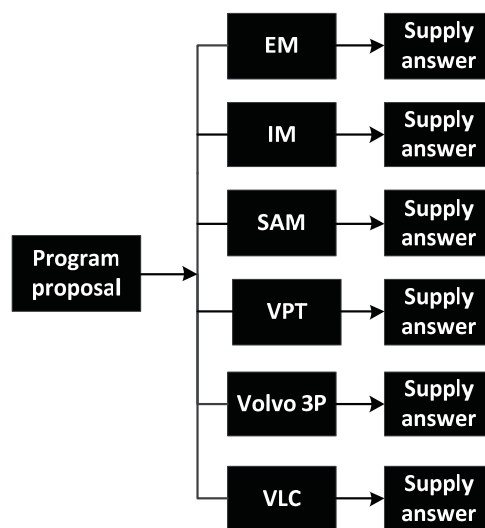 Program
proposal
EM
Supply
answer
IM
Supply
answer
SAM
Supply
answer
VPT
Supply
answer
Volvo 3P
Supply
answer
VLC
Supply
answer